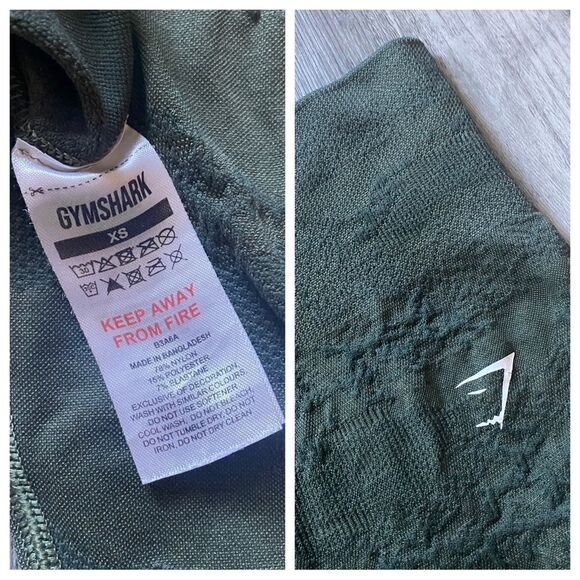 GYMSHARK
XS
30
KEEP AWAY
FROM FIRE
B3A6A
MADE IN BANGLADESH
78% NYLON
15% POLYESTER
7% ELASTANE
EXCLUSIVE OF DECORATION.
WASH WITH SIMILAR COLOURS.
DO NOT USE SOFTENER.
COOL WASH. DO NOT BLEACH.
DO NOT TUMBLE DRY. DO NOT
IRON. DO NOT DRY CLEAN